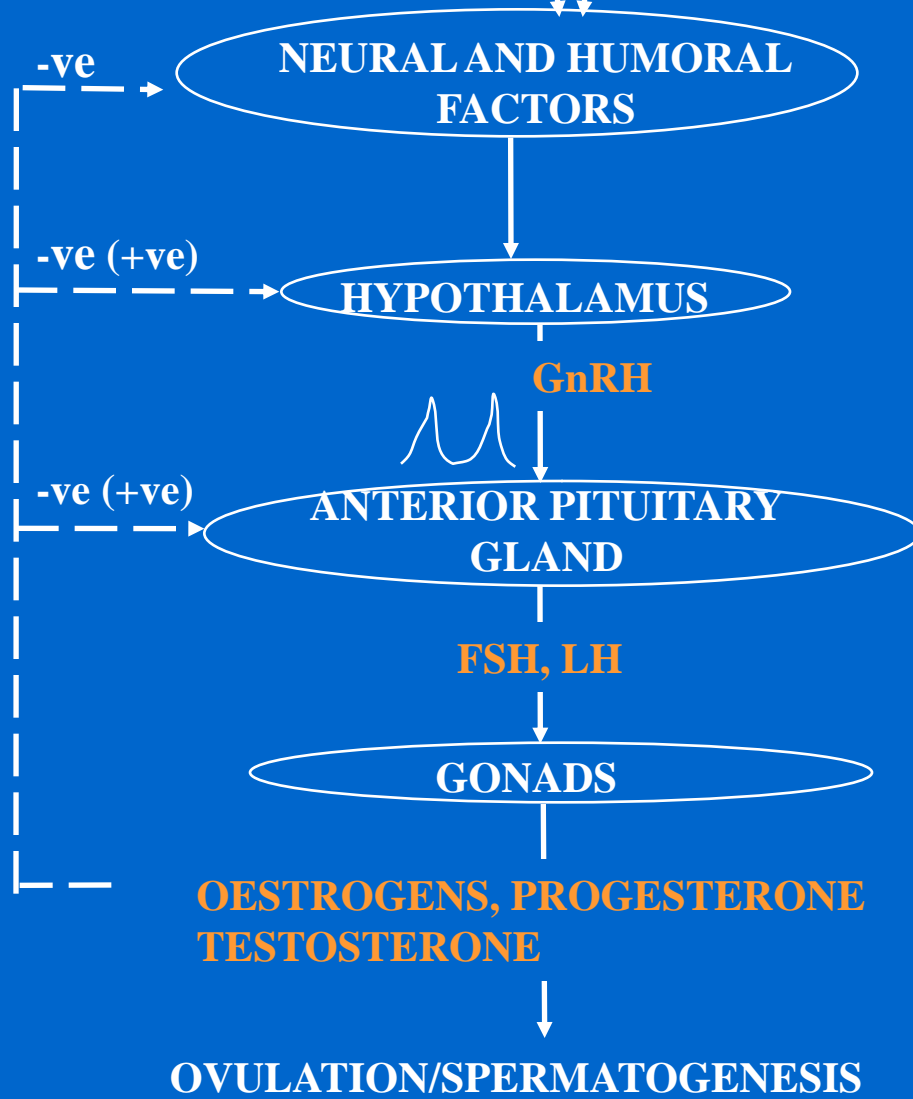 -ve
NEURAL AND HUMORAL
FACTORS
-ve (+ve)
HYPOTHALAMUS
GnRH
-ve (+ve)
ANTERIOR PITUITARY
GLAND
FSH, LH
GONADS
OESTROGENS, PROGESTERONE
TESTOSTERONE
OVULATION/SPERMATOGENESIS